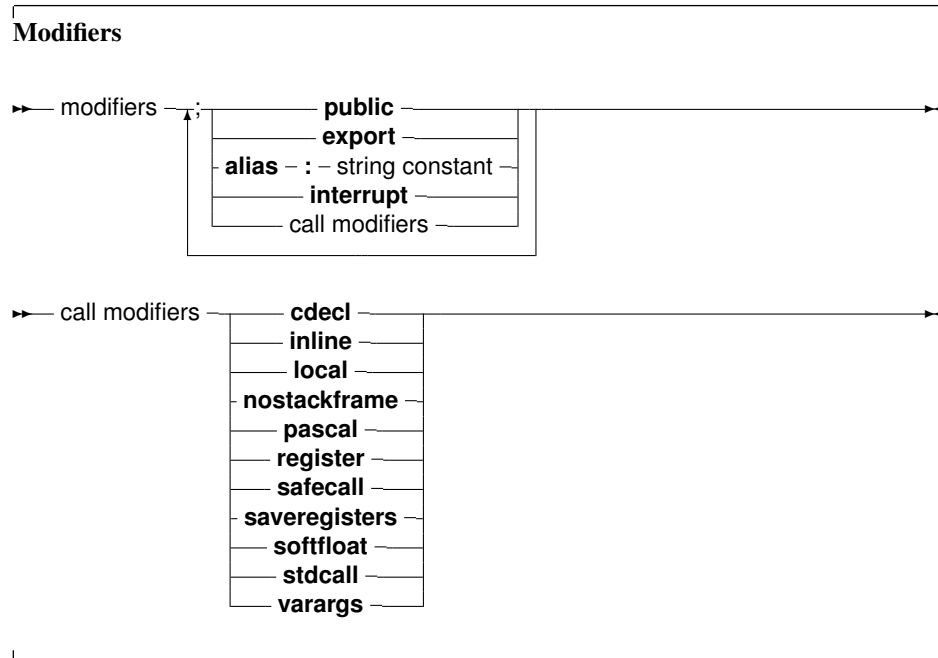 Modifiers
modifiers ; public
export
alias : string constant
interrupt
call modifiers
call modifiers cdecl
inline
local
nostackframe
pascal
register
safecall
saveregisters
softfloat
stdcall
varargs